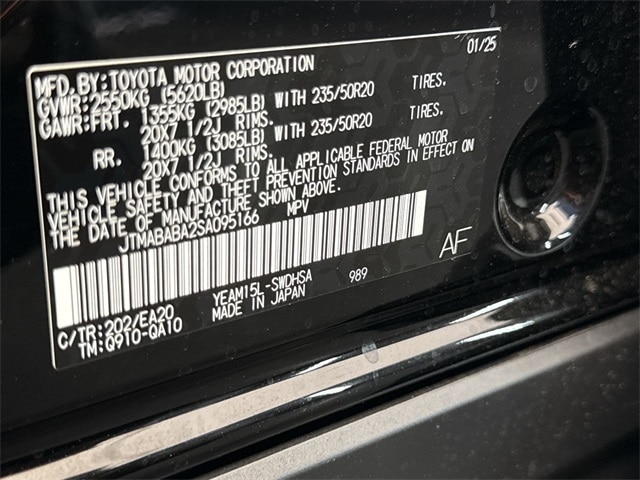 MFD.BY:TOYOTA MOTOR CORPORATION 01/25
GVWR:2550KG (5620LB)
GAWR:FRT. 1355KG (2985LB) WITH 235/50R20 TIRES.
20X7 1/2J RIMS.
RR. 1400KG (3085LB) WITH 235/50R20 TIRES.
20X7 1/2J RIMS.
THIS VEHICLE CONFORMS TO ALL APPLICABLE FEDERAL MOTOR
VEHICLE SAFETY AND THEFT PREVENTION STANDARDS IN EFFECT ON
THE DATE OF MANUFACTURE SHOWN ABOVE.
JTMABABA2SA095166 MPV
AF
C/TR:202/EA20 YEAM15L-SWDHSA 989
TM:Q910-QA10 MADE IN JAPAN